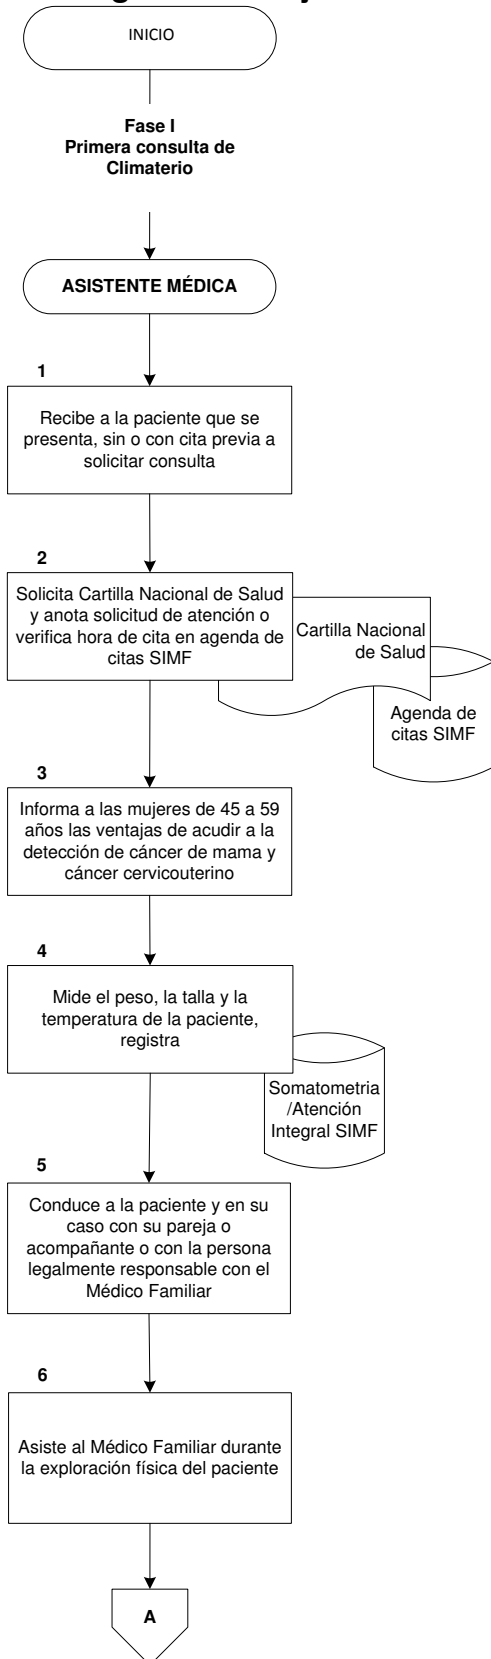 INICIO
Fase I
Primera consulta de
Climaterio
ASISTENTE MÉDICA
1
Recibe a la paciente que se
presenta, sin o con cita previa a
solicitar consulta
2
Solicita Cartilla Nacional de Salud
y anota solicitud de atención o
verifica hora de cita en agenda de
citas SIMF
Cartilla Nacional
de Salud
Agenda de
citas SIMF
3
Informa a las mujeres de 45 a 59
años las ventajas de acudir a la
detección de cáncer de mama y
cáncer cervicouterino
4
Mide el peso, la talla y la
temperatura de la paciente,
registra
Somatometria
/Atención
Integral SIMF
5
Conduce a la paciente y en su
caso con su pareja o
acompañante o con la persona
legalmente responsable con el
Médico Familiar
6
Asiste al Médico Familiar durante
la exploración física del paciente
A